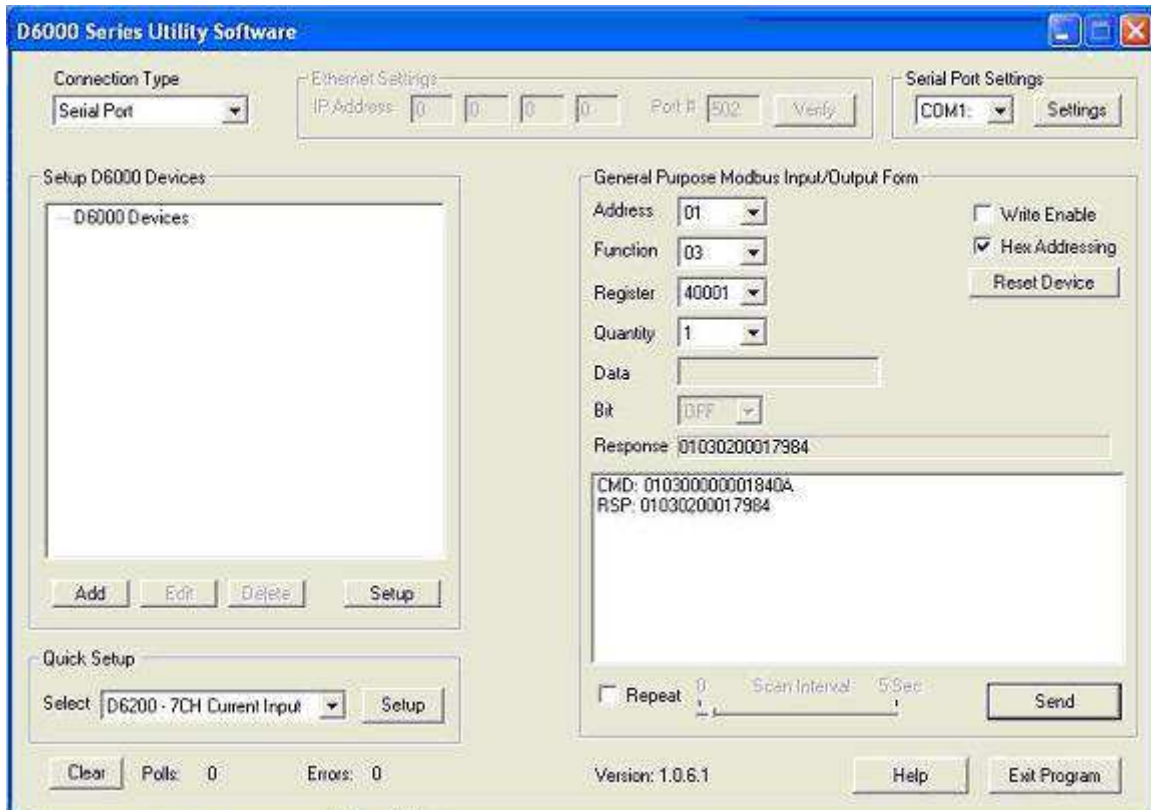 D6000 Series Utility Software
Connection Type
Serial Port
Ethernet Settings
IP Address 0 0 0 0 Port # 502 Verify
Serial Port Settings
COM1: Settings
Setup D6000 Devices
D6000 Devices
Add Edit Delete Setup
Quick Setup
Select D6200 - 7CH Current Input Setup
Clear Polls: 0 Errors: 0
General Purpose Modbus Input/Output Form
Address 01
Write Enable
Function 03
Hex Addressing
Register 40001
Reset Device
Quantity 1
Data
Bit OFF
Response 01030200017984
CMD: 010300000001840A
RSP: 01030200017984
Repeat 0 Scan Interval 5 Sec
Send
Version: 1.0.6.1 Help Exit Program